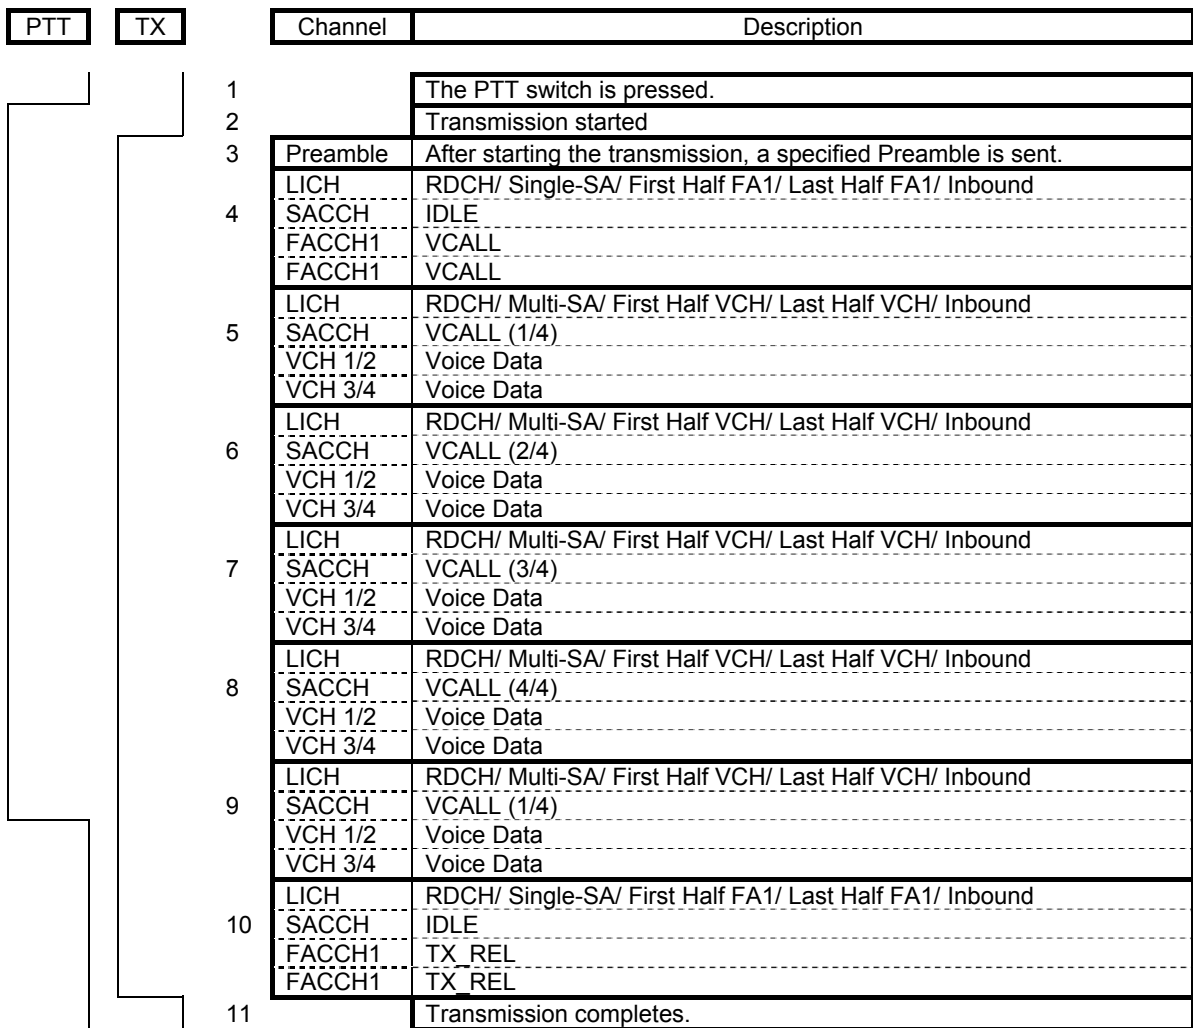 PTT TX Channel Description
1 The PTT switch is pressed.
2 Transmission started
3 Preamble After starting the transmission, a specified Preamble is sent.
LICH RDCH/ Single-SA/ First Half FA1/ Last Half FA1/ Inbound
4 SACCH IDLE
FACCH1 VCALL
FACCH1 VCALL
LICH RDCH/ Multi-SA/ First Half VCH/ Last Half VCH/ Inbound
5 SACCH VCALL (1/4)
VCH 1/2 Voice Data
VCH 3/4 Voice Data
LICH RDCH/ Multi-SA/ First Half VCH/ Last Half VCH/ Inbound
6 SACCH VCALL (2/4)
VCH 1/2 Voice Data
VCH 3/4 Voice Data
LICH RDCH/ Multi-SA/ First Half VCH/ Last Half VCH/ Inbound
7 SACCH VCALL (3/4)
VCH 1/2 Voice Data
VCH 3/4 Voice Data
LICH RDCH/ Multi-SA/ First Half VCH/ Last Half VCH/ Inbound
8 SACCH VCALL (4/4)
VCH 1/2 Voice Data
VCH 3/4 Voice Data
LICH RDCH/ Multi-SA/ First Half VCH/ Last Half VCH/ Inbound
9 SACCH VCALL (1/4)
VCH 1/2 Voice Data
VCH 3/4 Voice Data
LICH RDCH/ Single-SA/ First Half FA1/ Last Half FA1/ Inbound
10 SACCH IDLE
FACCH1 TX_REL
FACCH1 TX_REL
11 Transmission completes.